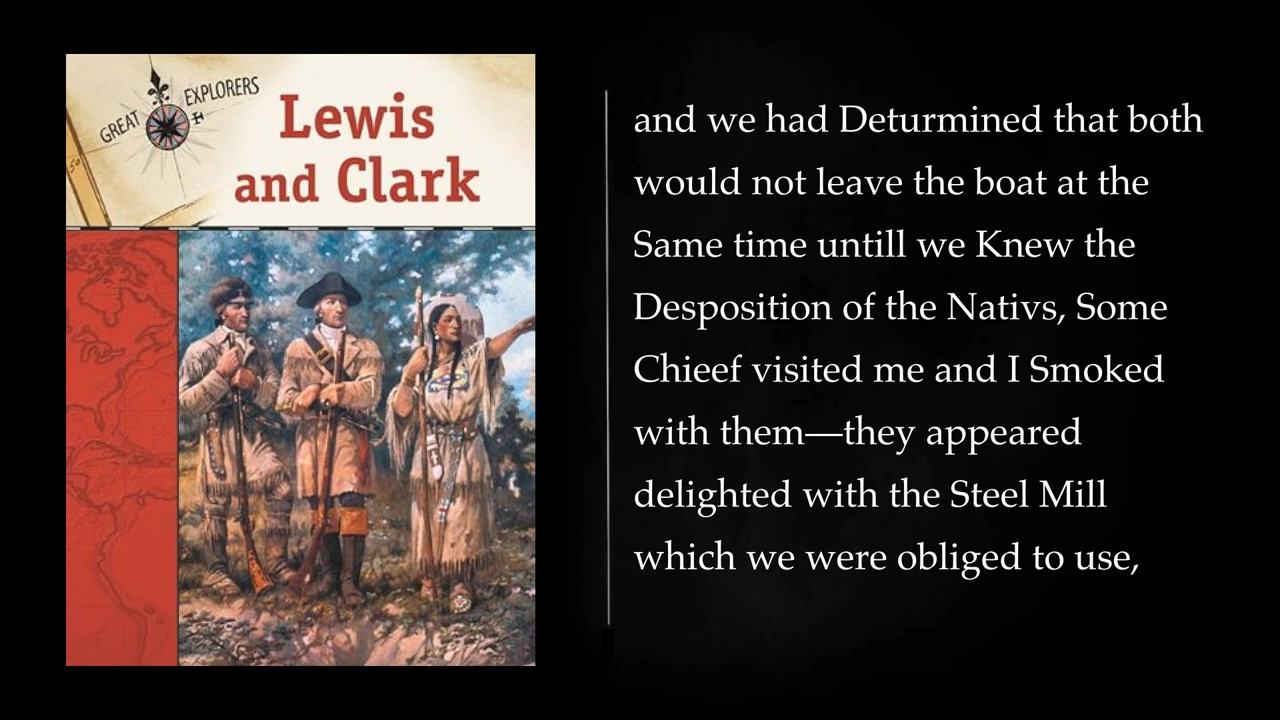 GREAT EXPLORERS
Lewis
and Clark
and we had Deturmined that both
would not leave the boat at the
Same time untill we Knew the
Desposition of the Nativs, Some
Chieef visited me and I Smoked
with them—they appeared
delighted with the Steel Mill
which we were obliged to use,